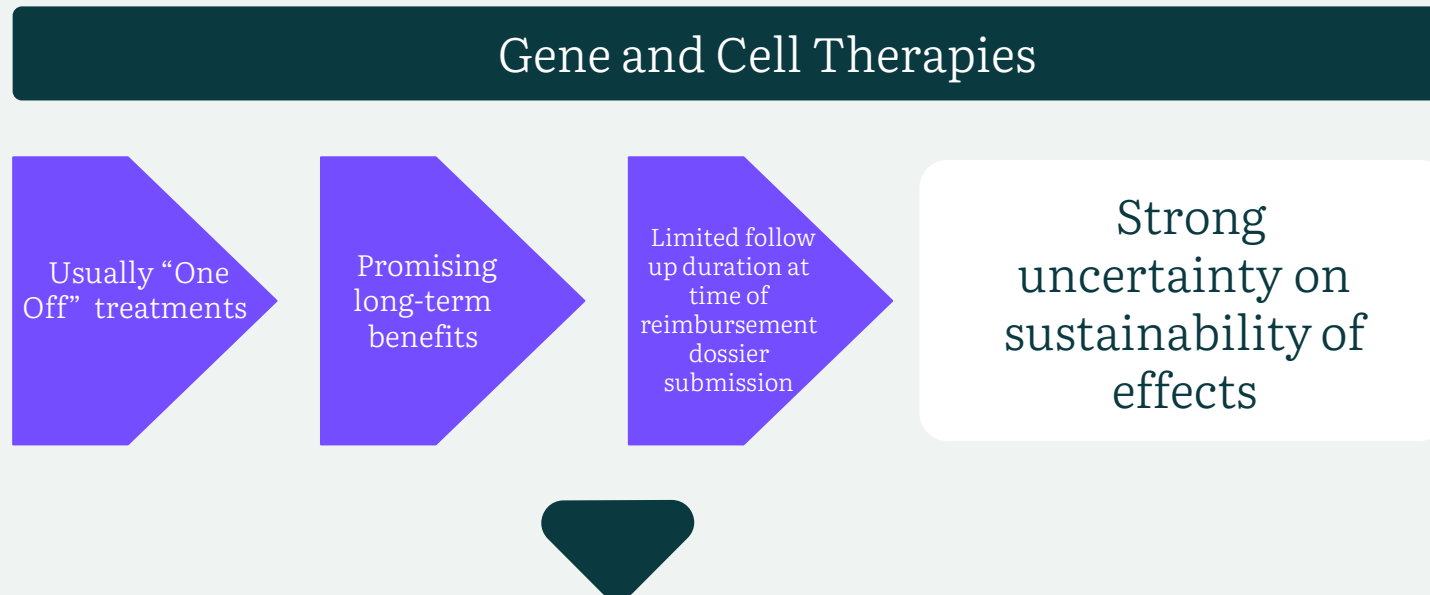 Gene and Cell Therapies
Usually “One
Off” treatments
Promising
long-term
benefits
Limited follow
up duration at
time of
reimbursement
dossier
submission
Strong
uncertainty on
sustainability of
effects